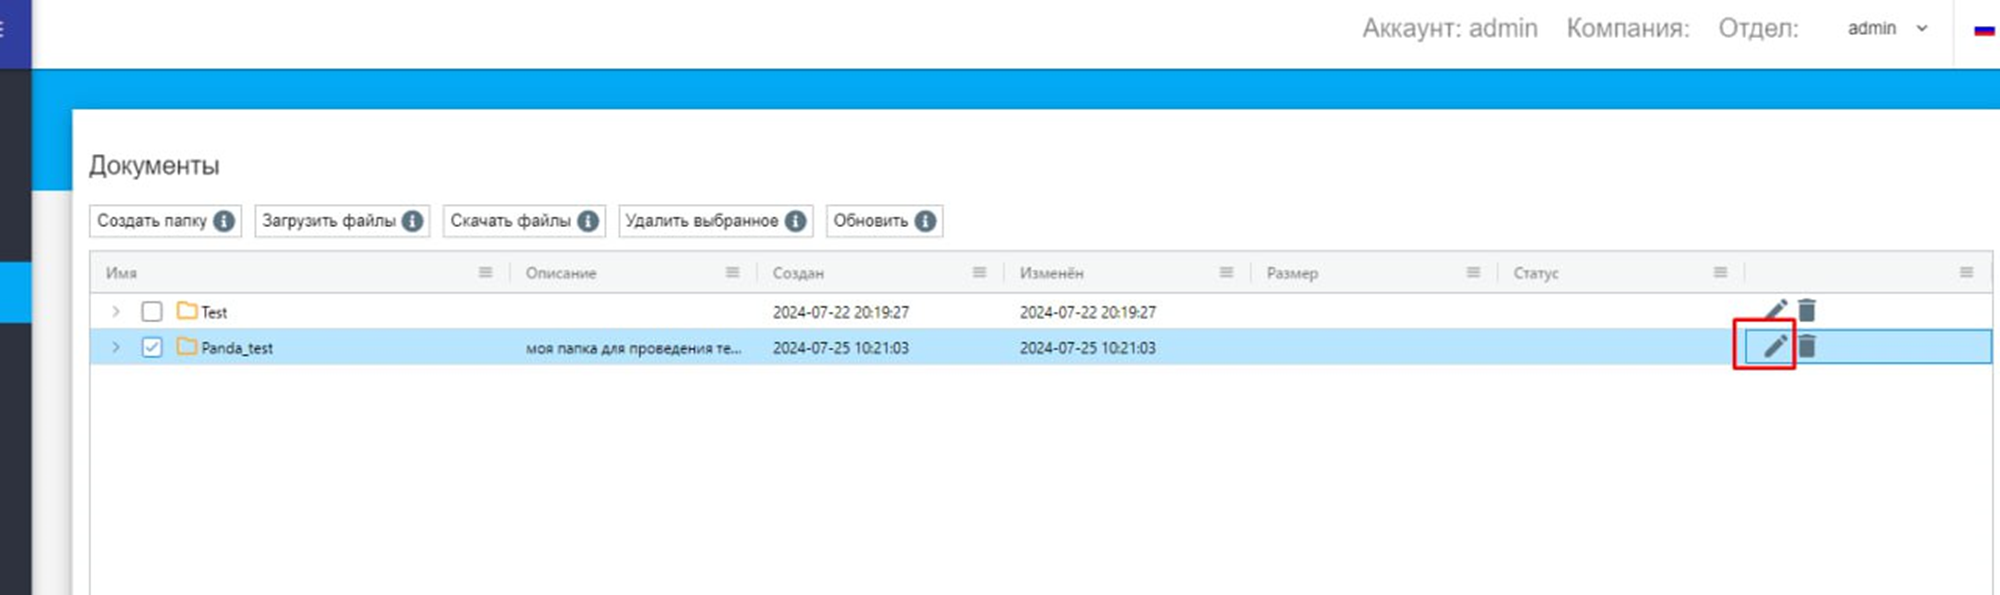 Аккаунт: admin Компания: Отдел: admin
Документы
Создать папку Загрузить файлы Скачать файлы Удалить выбранное Обновить
Имя Описание Создан Изменён Размер Статус
Test 2024-07-22 20:19:27 2024-07-22 20:19:27
Panda_test моя папка для проведения те... 2024-07-25 10:21:03 2024-07-25 10:21:03